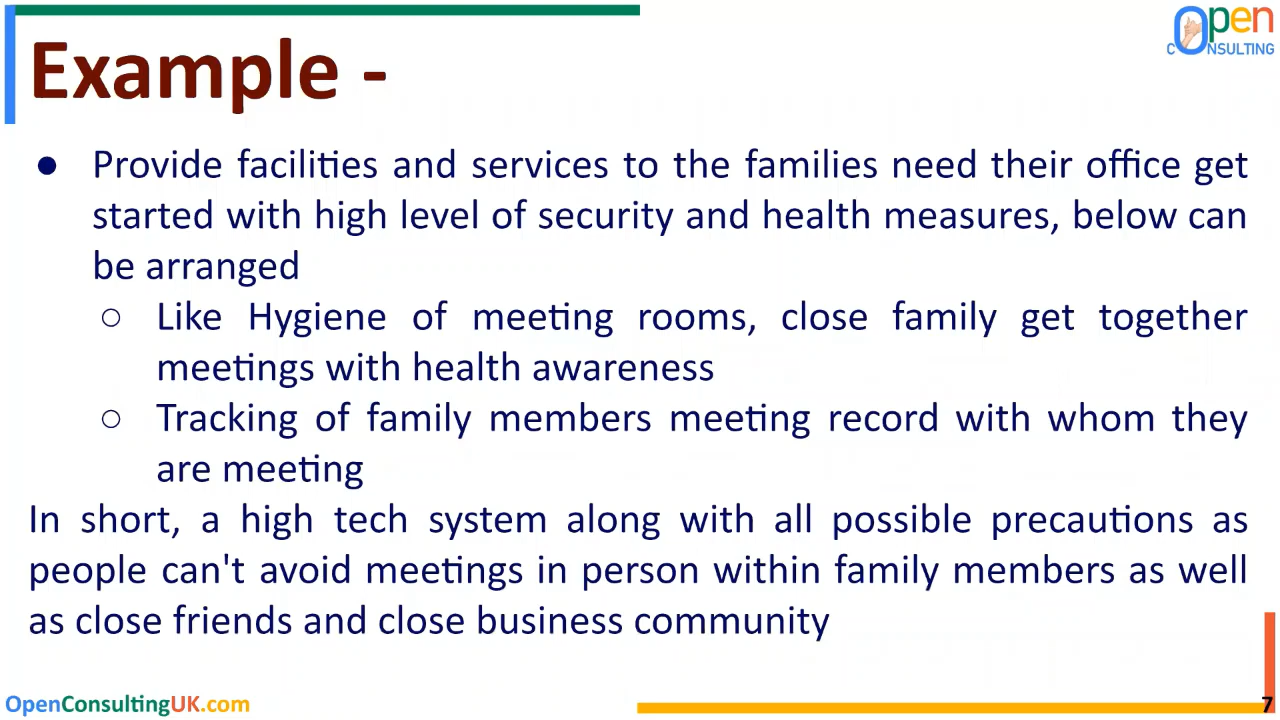 Open
CONSULTING
Example -
● Provide facilities and services to the families need their office get
started with high level of security and health measures, below can
be arranged
○ Like Hygiene of meeting rooms, close family get together
meetings with health awareness
○ Tracking of family members meeting record with whom they
are meeting
In short, a high tech system along with all possible precautions as
people can't avoid meetings in person within family members as well
as close friends and close business community
OpenConsultingUK.com
7